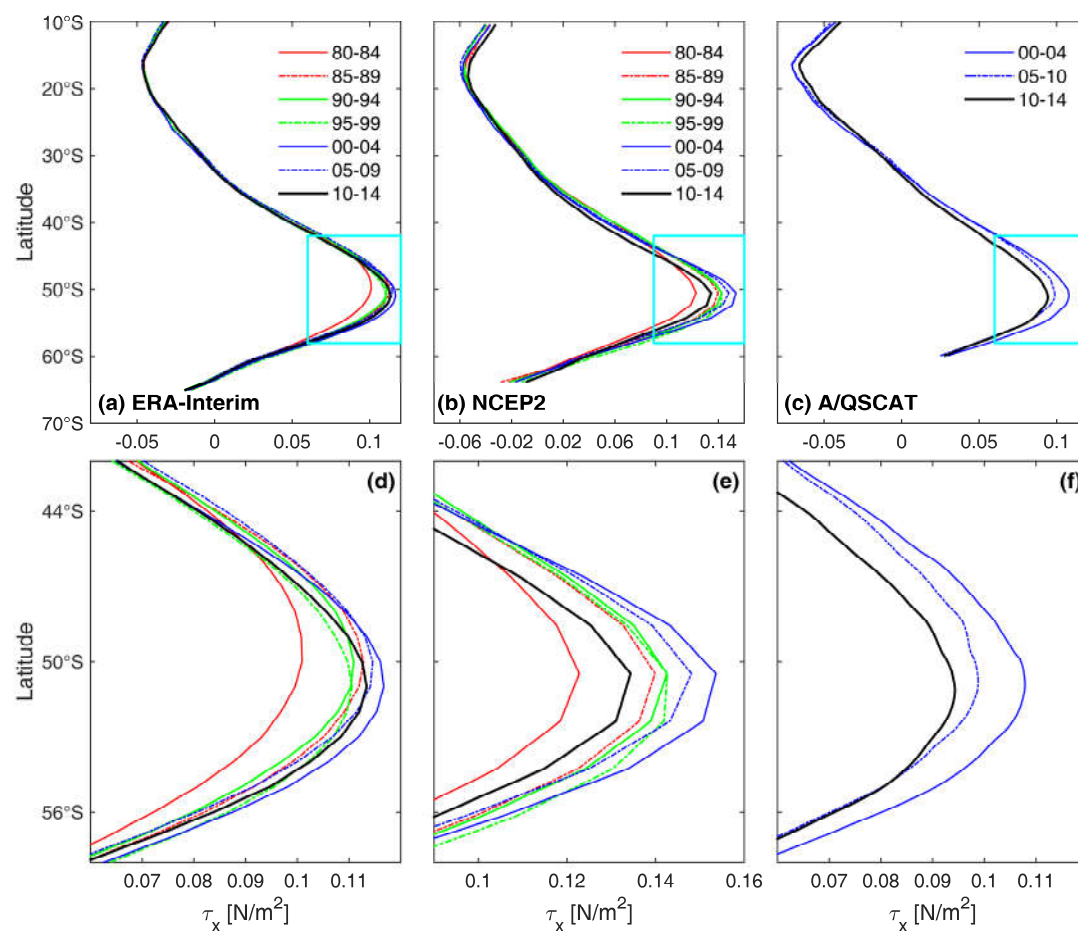 10°S
20°S
30°S
40°S
50°S
60°S
70°S
Latitude
80-84
85-89
90-94
95-99
00-04
05-09
10-14
(a) ERA-Interim
-0.05 0 0.05 0.1
80-84
85-89
90-94
95-99
00-04
05-09
10-14
(b) NCEP2
-0.06 -0.02 0.02 0.06 0.1 0.14
00-04
05-10
10-14
(c) A/QSCAT
-0.05 0 0.05 0.1
(d)
44°S
50°S
56°S
Latitude
0.07 0.08 0.09 0.1 0.11
τx [N/m²]
(e)
0.1 0.12 0.14 0.16
τx [N/m²]
(f)
0.07 0.08 0.09 0.1 0.11
τx [N/m²]